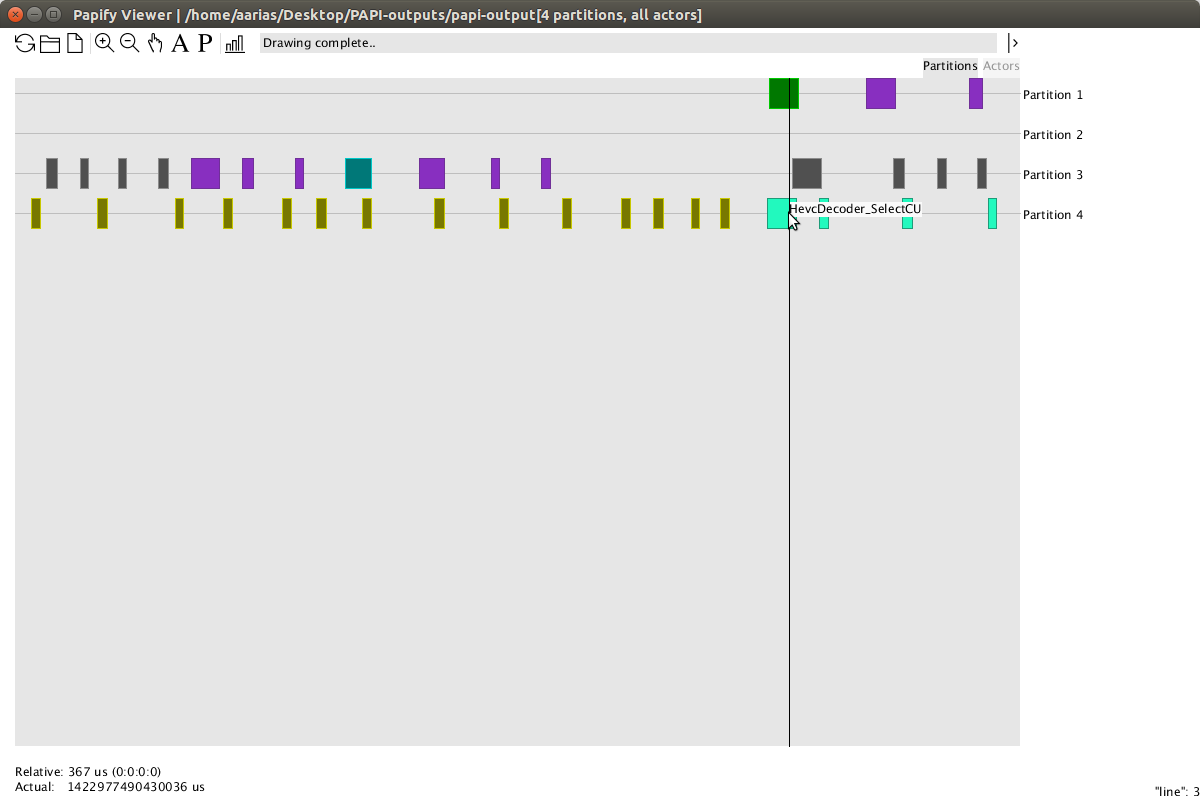 Papify Viewer | /home/aarias/Desktop/PAPI-outputs/papi-output[4 partitions, all actors]
A P Drawing complete..
Partitions Actors
Partition 1
Partition 2
Partition 3
HevcDecoder_SelectCU
Partition 4
Relative: 367 us (0:0:0:0)
Actual: 1422977490430036 us
"line": 3